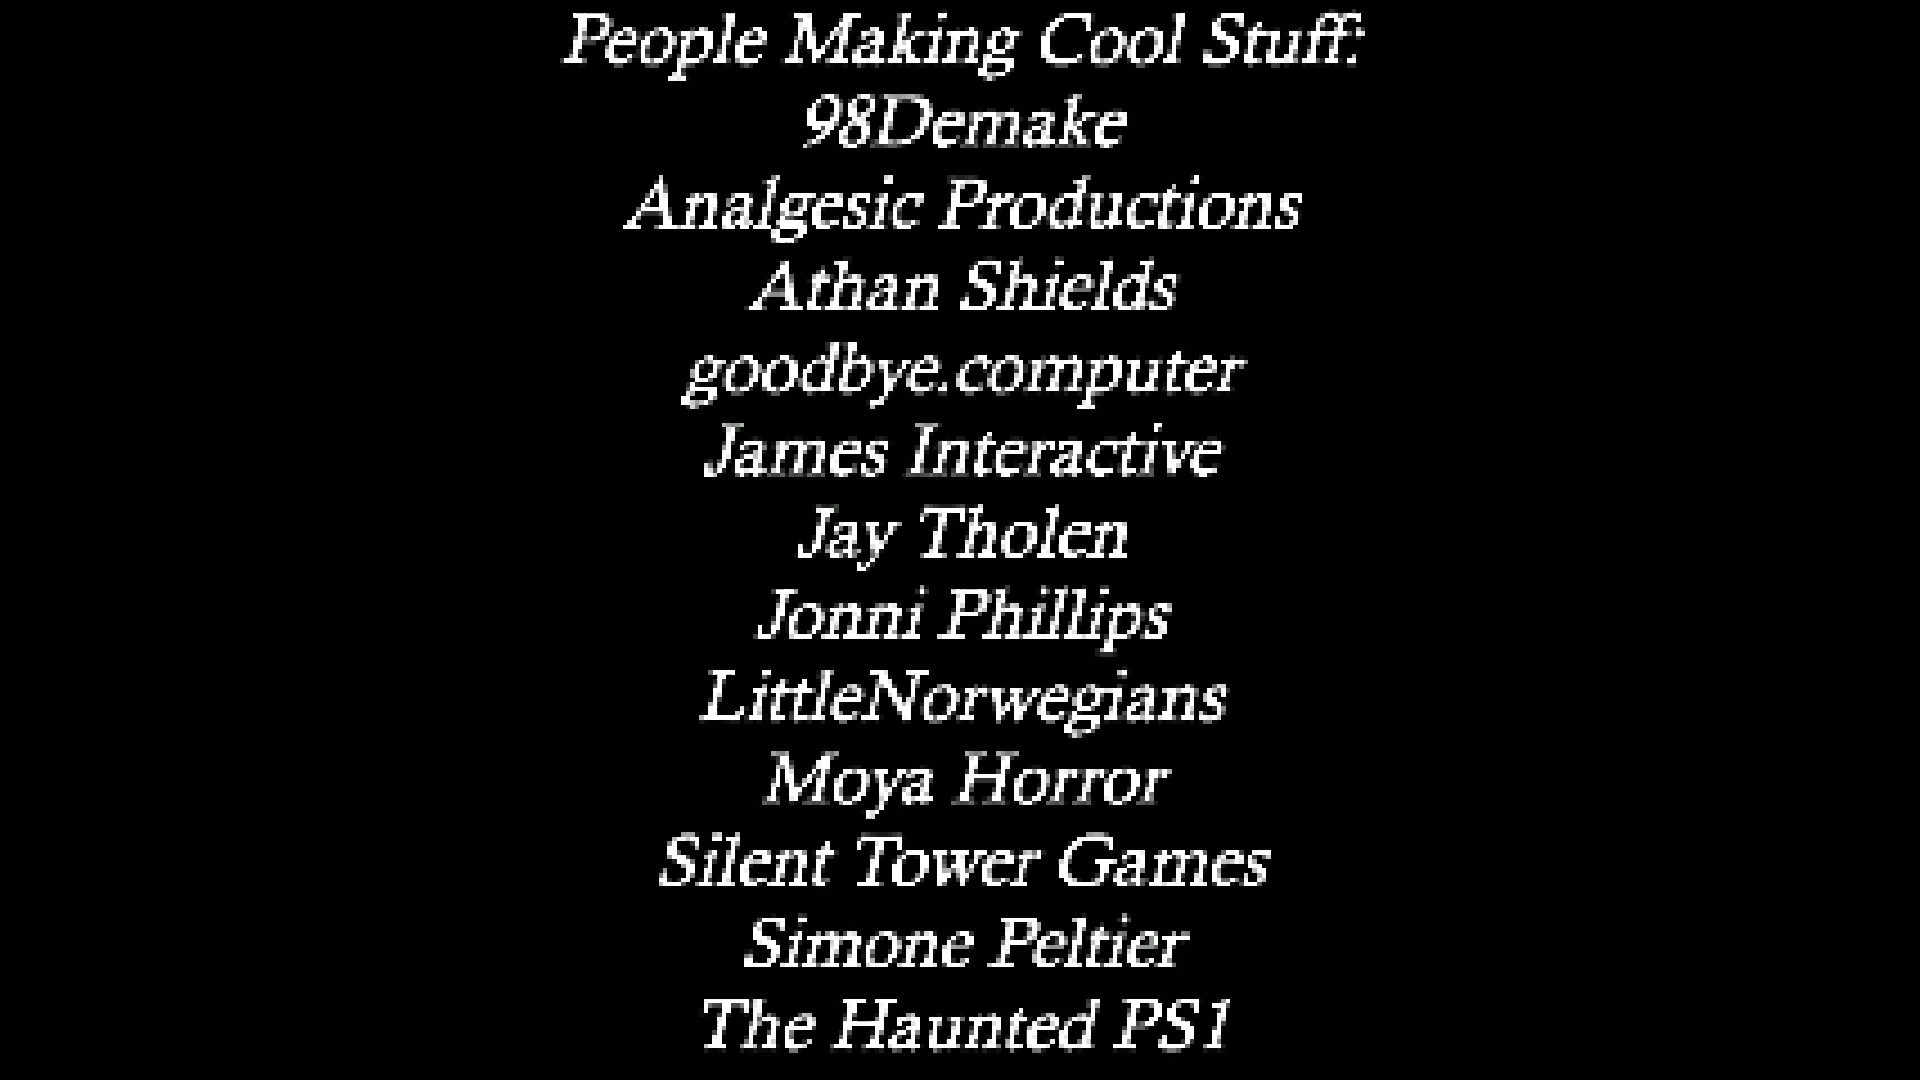 People Making Cool Stuff:
98Demake
Analgesic Productions
Athan Shields
goodbye.computer
James Interactive
Jay Tholen
Jonni Phillips
LittleNorwegians
Moya Horror
Silent Tower Games
Simone Peltier
The Haunted PS1